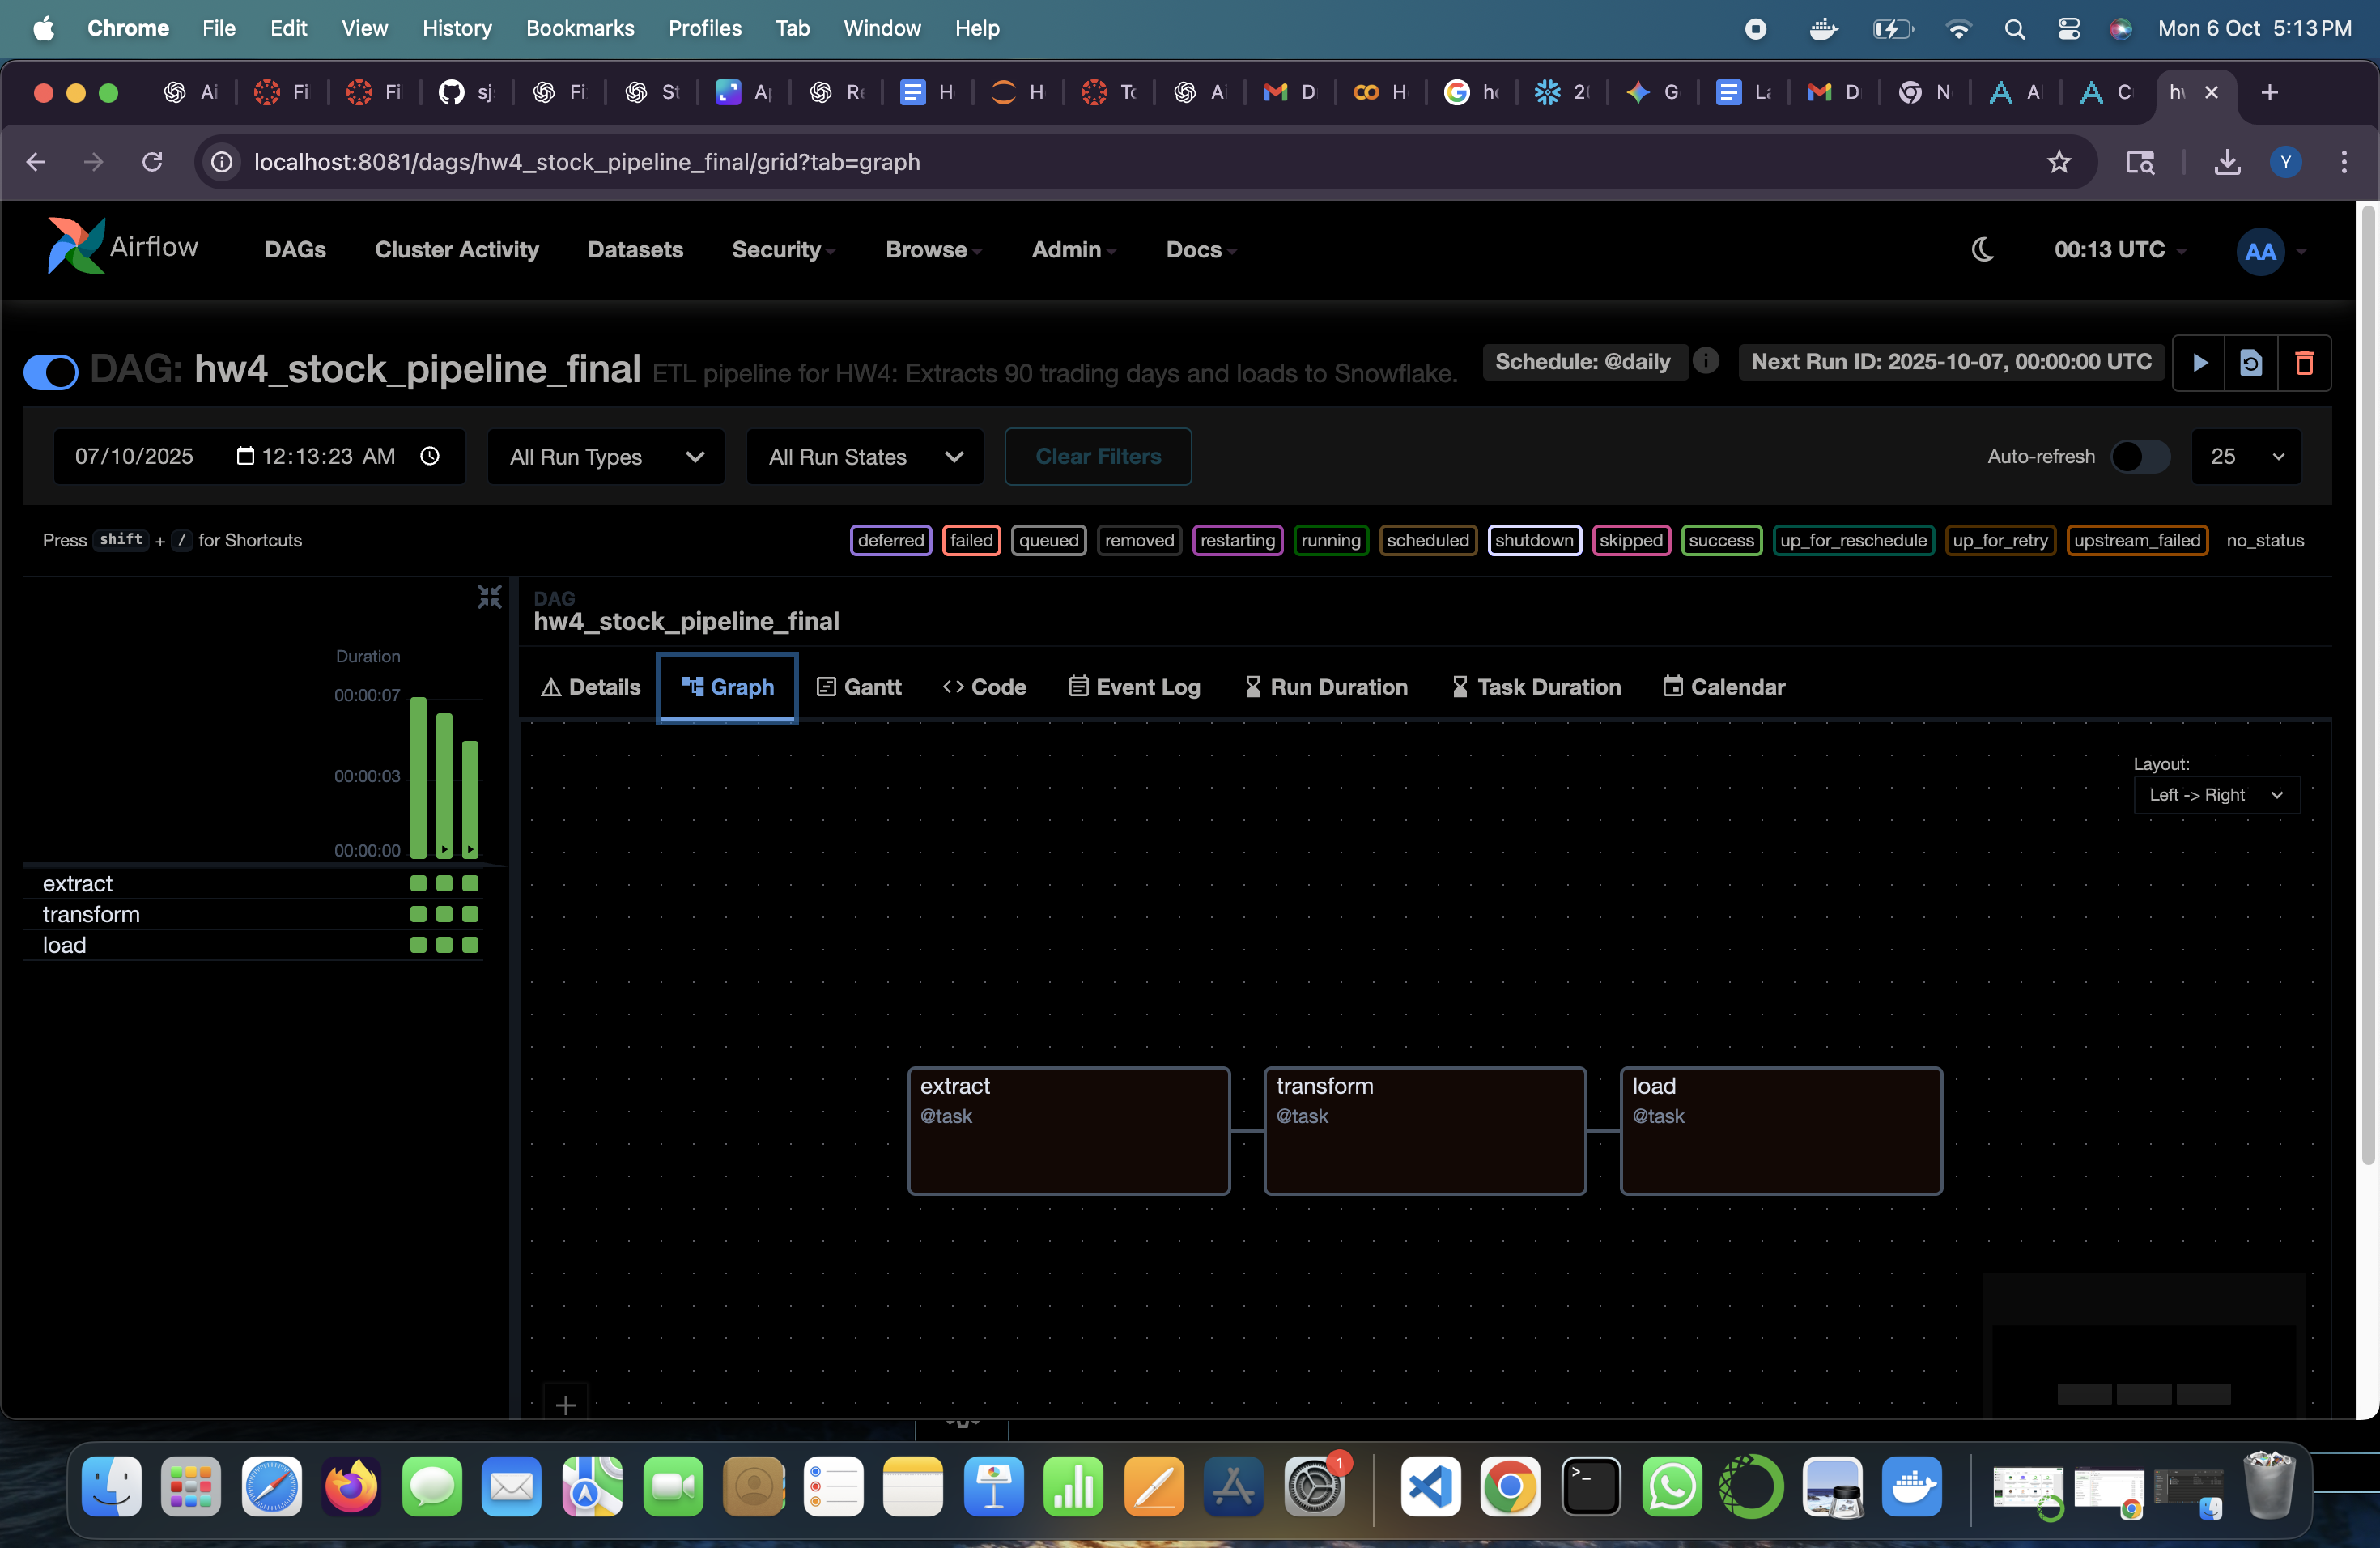 Chrome File Edit View History Bookmarks Profiles Tab Window Help Mon 6 Oct 5:13 PM
Ai Fi Fi sj Fi St A Re H H To Ai D H ho 2 G La D N A C hw
localhost:8081/dags/hw4_stock_pipeline_final/grid?tab=graph Y
Airflow DAGs Cluster Activity Datasets Security Browse Admin Docs 00:13 UTC AA
DAG: hw4_stock_pipeline_final ETL pipeline for HW4: Extracts 90 trading days and loads to Snowflake. Schedule: @daily Next Run ID: 2025-10-07, 00:00:00 UTC
07/10/2025 12:13:23 AM All Run Types All Run States Clear Filters Auto-refresh 25
Press shift + / for Shortcuts deferred failed queued removed restarting running scheduled shutdown skipped success up_for_reschedule up_for_retry upstream_failed no_status
DAG
hw4_stock_pipeline_final
Duration
00:00:07
00:00:03
00:00:00
extract
transform
load
Details Graph Gantt Code Event Log Run Duration Task Duration Calendar
Layout:
Left -> Right
extract
@task
transform
@task
load
@task
1